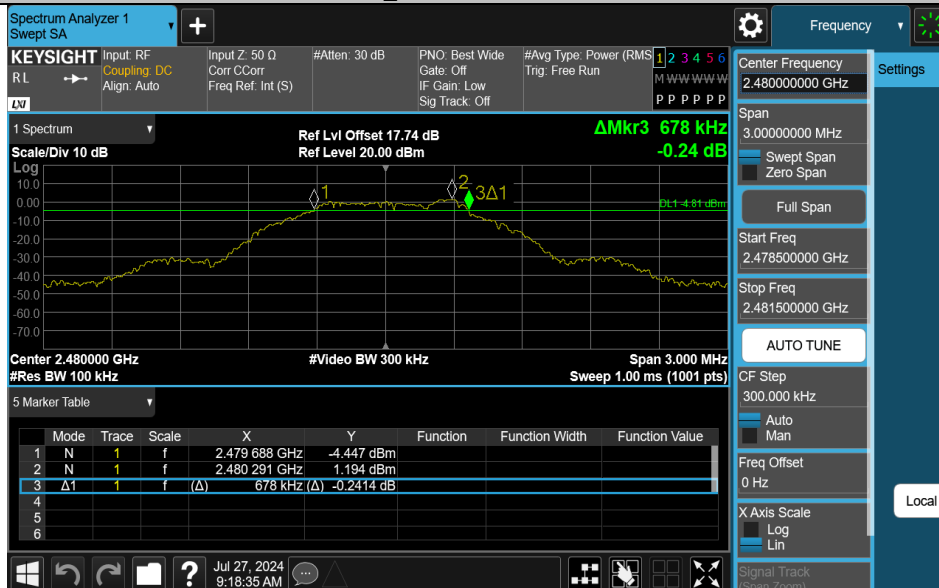 Spectrum Analyzer 1
Swept SA
+
Frequency
KEYSIGHT
RL
LXI
Input: RF
Coupling: DC
Align: Auto
Input Z: 50 Ω
Corr CCorr
Freq Ref: Int (S)
#Atten: 30 dB
PNO: Best Wide
Gate: Off
IF Gain: Low
Sig Track: Off
#Avg Type: Power (RMS
Trig: Free Run
1 2 3 4 5 6
M W W W W W
P P P P P P
Center Frequency
2.480000000 GHz
Settings
1 Spectrum
Scale/Div 10 dB
Ref Lvl Offset 17.74 dB
Ref Level 20.00 dBm
ΔMkr3 678 kHz
-0.24 dB
Span
3.00000000 MHz
Swept Span
Zero Span
Log
10.0
0.00
-10.0
-20.0
-30.0
-40.0
-50.0
-60.0
-70.0
1
2
3Δ1
DL1 -4.81 dBm
Full Span
Start Freq
2.478500000 GHz
Stop Freq
2.481500000 GHz
AUTO TUNE
Center 2.480000 GHz
#Video BW 300 kHz
Span 3.000 MHz
#Res BW 100 kHz
Sweep 1.00 ms (1001 pts)
CF Step
300.000 kHz
Auto
Man
5 Marker Table
Mode Trace Scale X Y Function Function Width Function Value
1 N 1 f 2.479 688 GHz -4.447 dBm
2 N 1 f 2.480 291 GHz 1.194 dBm
3 Δ1 1 f (Δ) 678 kHz (Δ) -0.2414 dB
4
5
6
Freq Offset
0 Hz
X Axis Scale
Log
Lin
Local
Signal Track
(Span Zoom)
?
Jul 27, 2024
9:18:35 AM